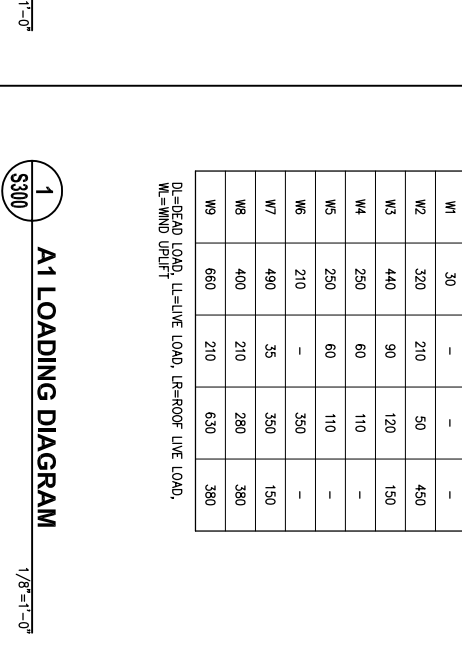 W1 30 – – –
W2 320 210 50 450
W3 440 90 120 150
W4 250 60 110 –
W5 250 60 110 –
W6 210 – 350 –
W7 490 35 350 150
W8 400 210 280 380
W9 660 210 630 380
DL=DEAD LOAD, LL=LIVE LOAD, LR=ROOF LIVE LOAD,
WL=WIND UPLIFT
1'-0"
1
S300
A1 LOADING DIAGRAM
1/8"=1'-0"